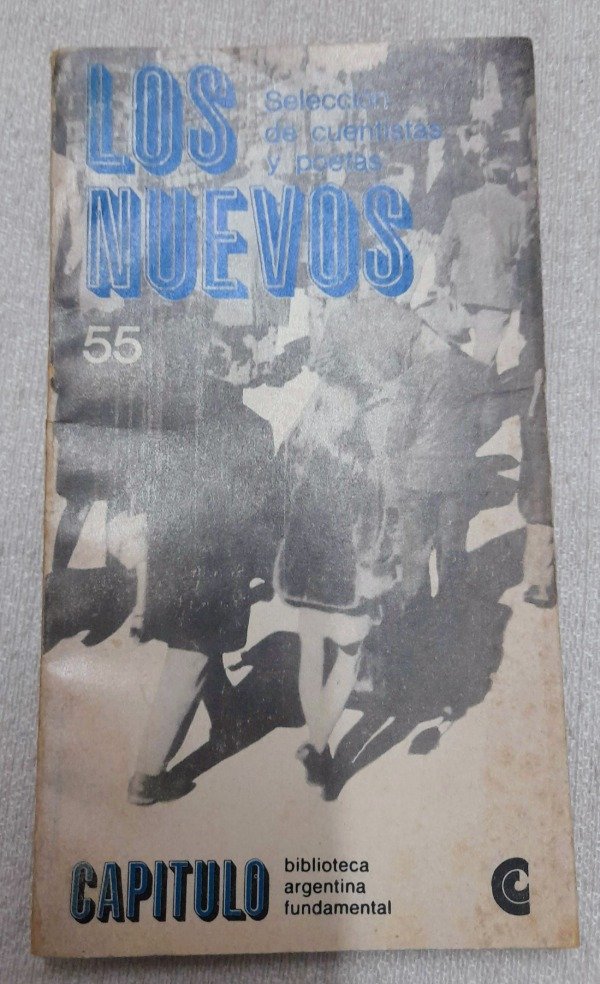 LOS
NUEVOS
Selección
de cuentistas
y poetas
55
CAPITULO
biblioteca
argentina
fundamental